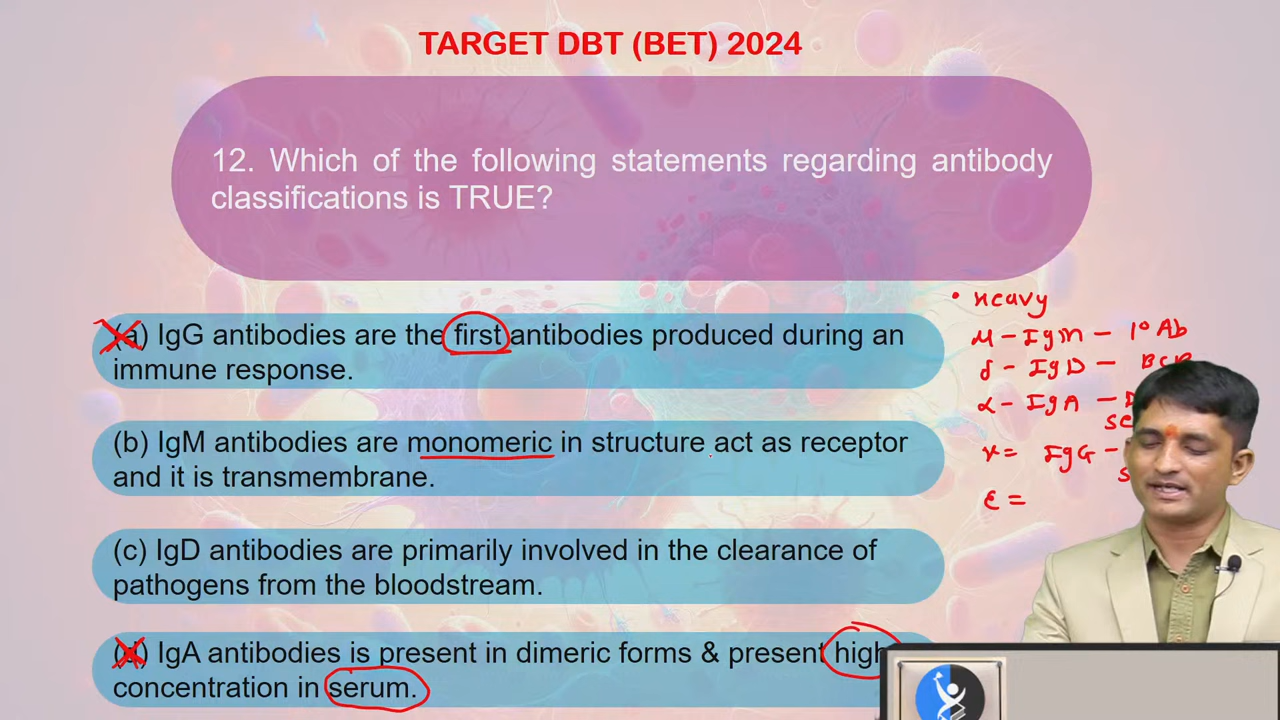 TARGET DBT (BET) 2024
12. Which of the following statements regarding antibody
classifications is TRUE?
(a) IgG antibodies are the first antibodies produced during an
immune response.
(b) IgM antibodies are monomeric in structure act as receptor
and it is transmembrane.
(c) IgD antibodies are primarily involved in the clearance of
pathogens from the bloodstream.
(d) IgA antibodies is present in dimeric forms & present high
concentration in serum.
• heavy
μ - IgM - 1° Ab
δ - IgD -
α - IgA -
γ = IgG -
ε =